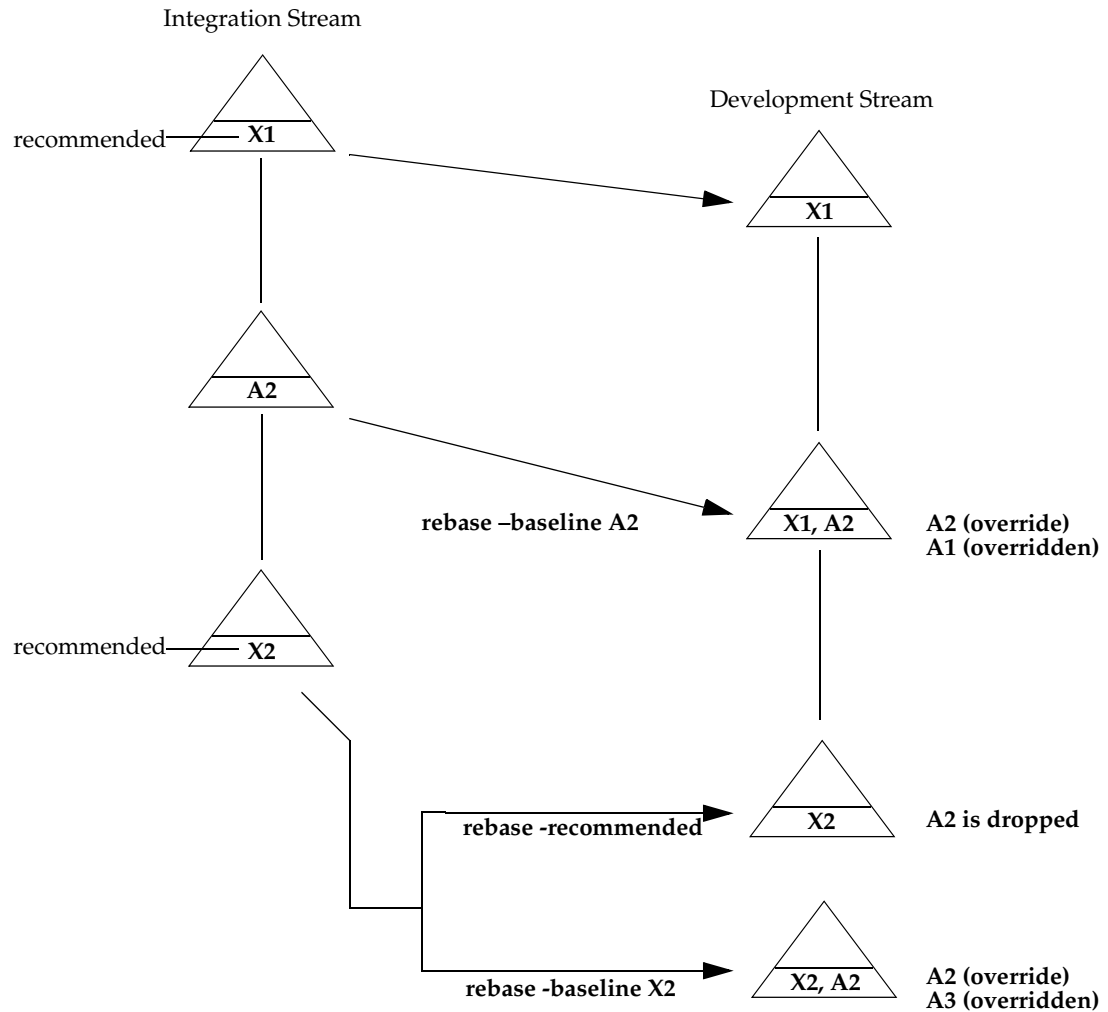 Integration Stream
Development Stream
recommended
X1
X1
A2
rebase –baseline A2
X1, A2
A2 (override)
A1 (overridden)
recommended
X2
rebase -recommended
X2
A2 is dropped
rebase -baseline X2
X2, A2
A2 (override)
A3 (overridden)